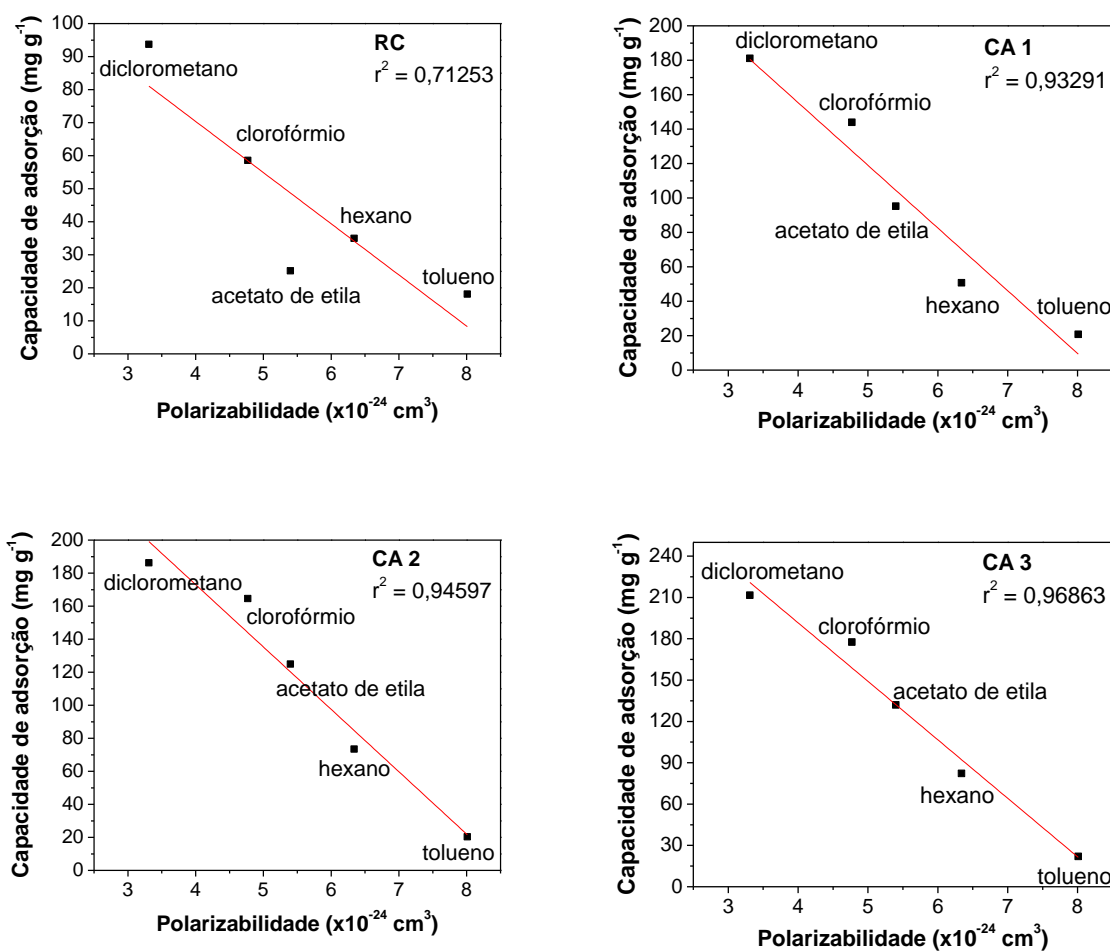 Capacidade de adsorção (mg g⁻¹)
100
90
80
70
60
50
40
30
20
10
0
RC
r² = 0,71253
diclorometano
clorofórmio
hexano
acetato de etila
tolueno
3 4 5 6 7 8
Polarizabilidade (x10⁻²⁴ cm³)
Capacidade de adsorção (mg g⁻¹)
200
180
160
140
120
100
80
60
40
20
0
CA 1
r² = 0,93291
diclorometano
clorofórmio
acetato de etila
hexano
tolueno
3 4 5 6 7 8
Polarizabilidade (x10⁻²⁴ cm³)
Capacidade de adsorção (mg g⁻¹)
200
180
160
140
120
100
80
60
40
20
0
CA 2
r² = 0,94597
diclorometano
clorofórmio
acetato de etila
hexano
tolueno
3 4 5 6 7 8
Polarizabilidade (x10⁻²⁴ cm³)
Capacidade de adsorção (mg g⁻¹)
240
210
180
150
120
90
60
30
0
CA 3
r² = 0,96863
diclorometano
clorofórmio
acetato de etila
hexano
tolueno
3 4 5 6 7 8
Polarizabilidade (x10⁻²⁴ cm³)